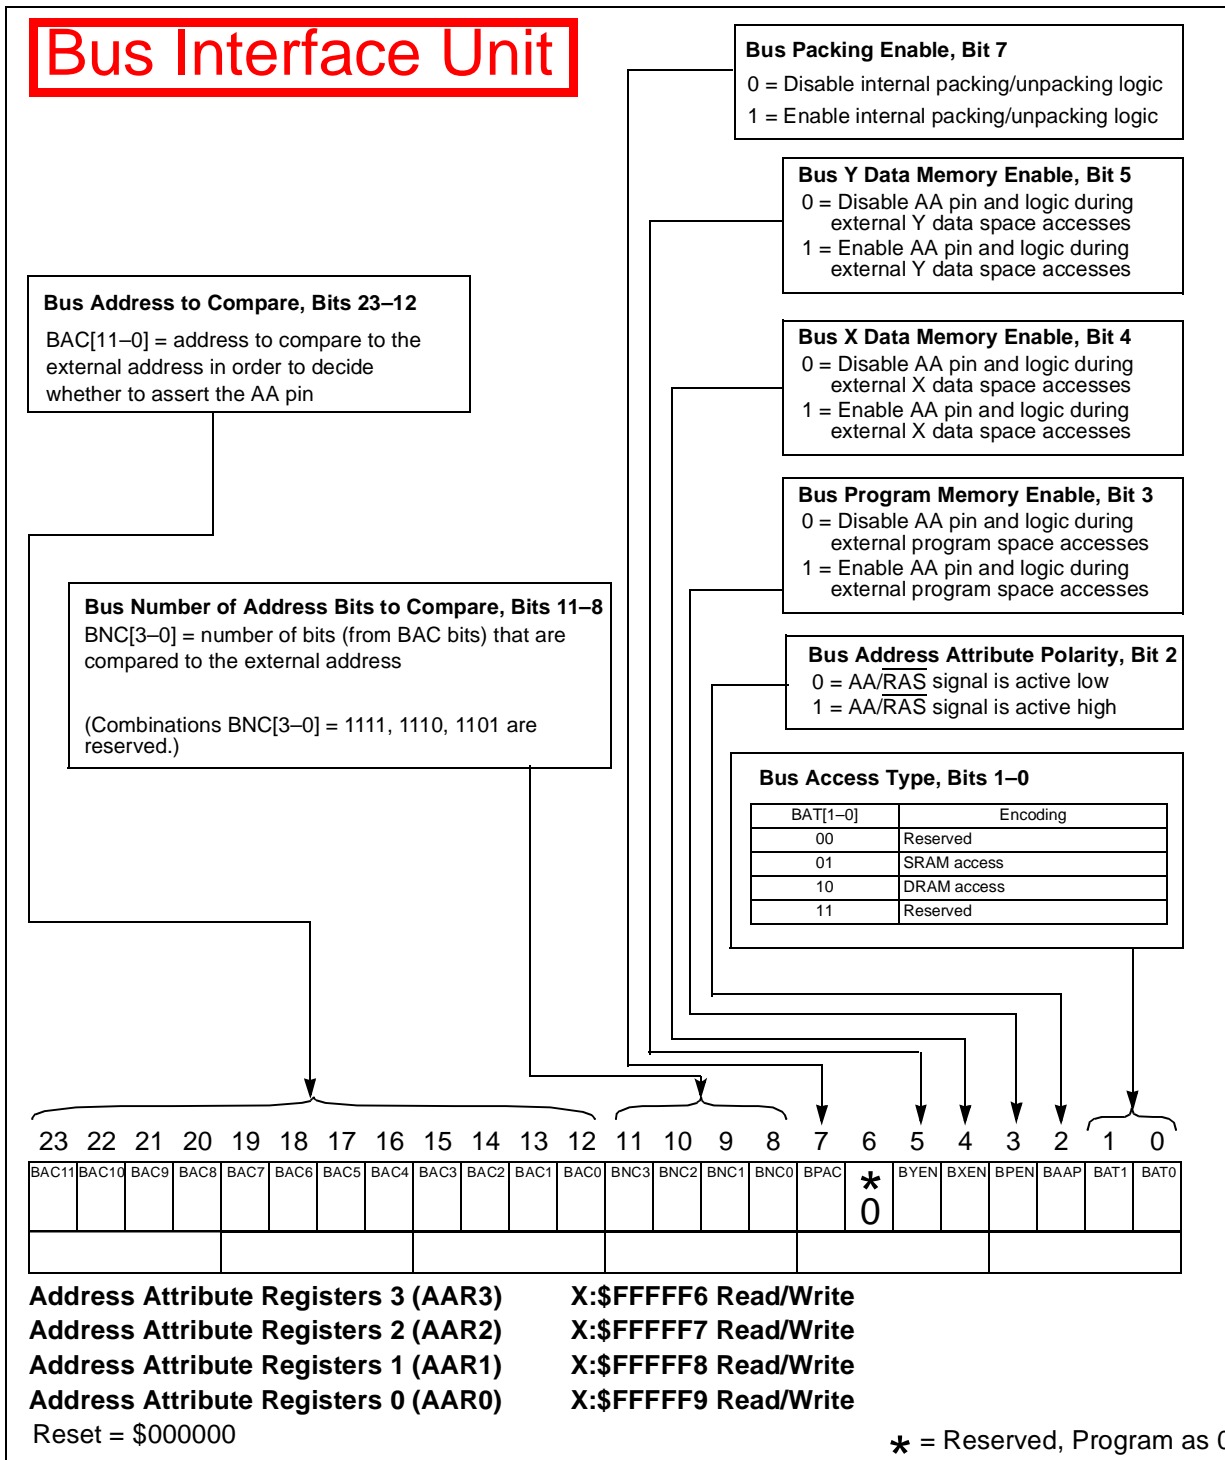 Bus Interface Unit
Bus Packing Enable, Bit 7
0 = Disable internal packing/unpacking logic
1 = Enable internal packing/unpacking logic
Bus Y Data Memory Enable, Bit 5
0 = Disable AA pin and logic during
external Y data space accesses
1 = Enable AA pin and logic during
external Y data space accesses
Bus Address to Compare, Bits 23–12
BAC[11–0] = address to compare to the
external address in order to decide
whether to assert the AA pin
Bus X Data Memory Enable, Bit 4
0 = Disable AA pin and logic during
external X data space accesses
1 = Enable AA pin and logic during
external X data space accesses
Bus Program Memory Enable, Bit 3
0 = Disable AA pin and logic during
external program space accesses
1 = Enable AA pin and logic during
external program space accesses
Bus Number of Address Bits to Compare, Bits 11–8
BNC[3–0] = number of bits (from BAC bits) that are
compared to the external address
(Combinations BNC[3–0] = 1111, 1110, 1101 are
reserved.)
Bus Address Attribute Polarity, Bit 2
0 = AA/RAS signal is active low
1 = AA/RAS signal is active high
Bus Access Type, Bits 1–0
BAT[1–0] Encoding
00 Reserved
01 SRAM access
10 DRAM access
11 Reserved
23 22 21 20 19 18 17 16 15 14 13 12 11 10 9 8 7 6 5 4 3 2 1 0
BAC11 BAC10 BAC9 BAC8 BAC7 BAC6 BAC5 BAC4 BAC3 BAC2 BAC1 BAC0 BNC3 BNC2 BNC1 BNC0 BPAC * BYEN BXEN BPEN BAAP BAT1 BAT0
0
Address Attribute Registers 3 (AAR3) X:$FFFFF6 Read/Write
Address Attribute Registers 2 (AAR2) X:$FFFFF7 Read/Write
Address Attribute Registers 1 (AAR1) X:$FFFFF8 Read/Write
Address Attribute Registers 0 (AAR0) X:$FFFFF9 Read/Write
Reset = $000000
* = Reserved, Program as 0